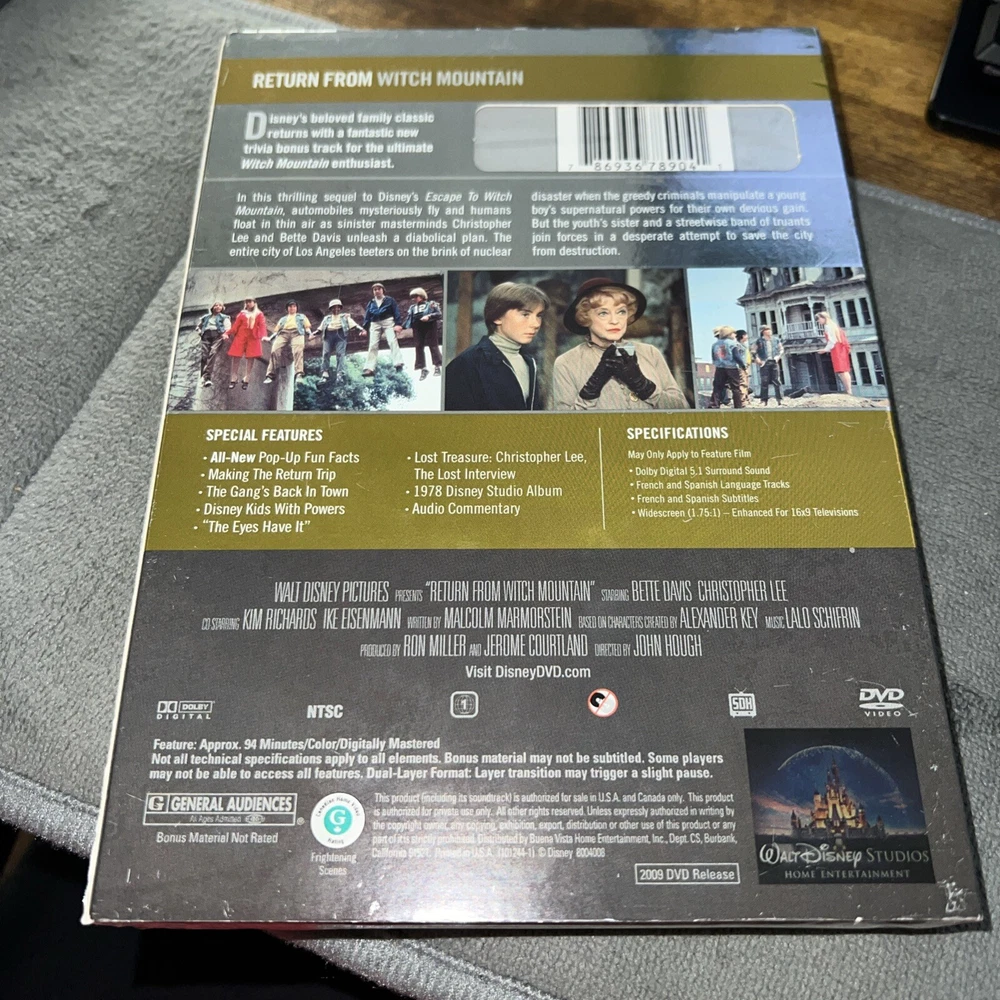 RETURN FROM WITCH MOUNTAIN
Disney's beloved family classic
returns with a fantastic new
trivia bonus track for the ultimate
Witch Mountain enthusiast.
7 86936 78904 1
In this thrilling sequel to Disney's Escape To Witch
Mountain, automobiles mysteriously fly and humans
float in thin air as sinister masterminds Christopher
Lee and Bette Davis unleash a diabolical plan. The
entire city of Los Angeles teeters on the brink of nuclear
disaster when the greedy criminals manipulate a young
boy's supernatural powers for their own devious gain.
But the youth's sister and a streetwise band of truants
join forces in a desperate attempt to save the city
from destruction.
SPECIAL FEATURES
• All-New Pop-Up Fun Facts
• Making The Return Trip
• The Gang's Back In Town
• Disney Kids With Powers
• "The Eyes Have It"
• Lost Treasure: Christopher Lee,
The Lost Interview
• 1978 Disney Studio Album
• Audio Commentary
SPECIFICATIONS
May Only Apply to Feature Film
• Dolby Digital 5.1 Surround Sound
• French and Spanish Language Tracks
• French and Spanish Subtitles
• Widescreen (1.75:1) – Enhanced For 16x9 Televisions
WALT DISNEY PICTURES PRESENTS "RETURN FROM WITCH MOUNTAIN" STARRING BETTE DAVIS CHRISTOPHER LEE
CO STARRING KIM RICHARDS IKE EISENMANN WRITTEN BY MALCOLM MARMORSTEIN BASED ON CHARACTERS CREATED BY ALEXANDER KEY MUSIC LALO SCHIFRIN
PRODUCED BY RON MILLER AND JEROME COURTLAND DIRECTED BY JOHN HOUGH
Visit DisneyDVD.com
DOLBY DIGITAL
NTSC
1
SDH
DVD VIDEO
Feature: Approx. 94 Minutes/Color/Digitally Mastered
Not all technical specifications apply to all elements. Bonus material may not be subtitled. Some players
may not be able to access all features. Dual-Layer Format: Layer transition may trigger a slight pause.
G GENERAL AUDIENCES
All Ages Admitted
Bonus Material Not Rated
Canadian Home Video
G
Rated
Frightening
Scenes
This product (including its soundtrack) is authorized for sale in U.S.A. and Canada only. This product
is authorized for private use only. All other rights reserved. Unless expressly authorized in writing by
the copyright owner, any copying, exhibition, export, distribution or other use of this product or any
part of it is strictly prohibited. Distributed by Buena Vista Home Entertainment, Inc., Dept. CS, Burbank,
California 91521. Printed in U.S.A. © Disney
2009 DVD Release
WALT DISNEY STUDIOS
HOME ENTERTAINMENT